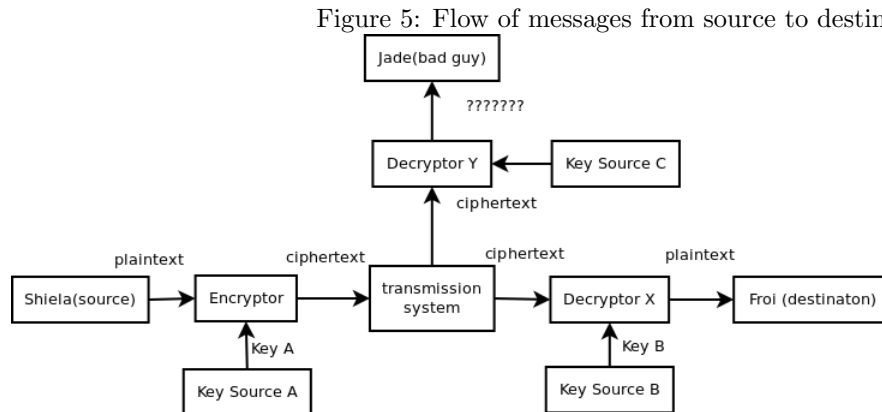 Figure 5: Flow of messages from source to destin
Jade(bad guy)
???????
Decryptor Y
Key Source C
ciphertext
plaintext
ciphertext
ciphertext
plaintext
Shiela(source)
Encryptor
transmission
system
Decryptor X
Froi (destinaton)
Key A
Key B
Key Source A
Key Source B